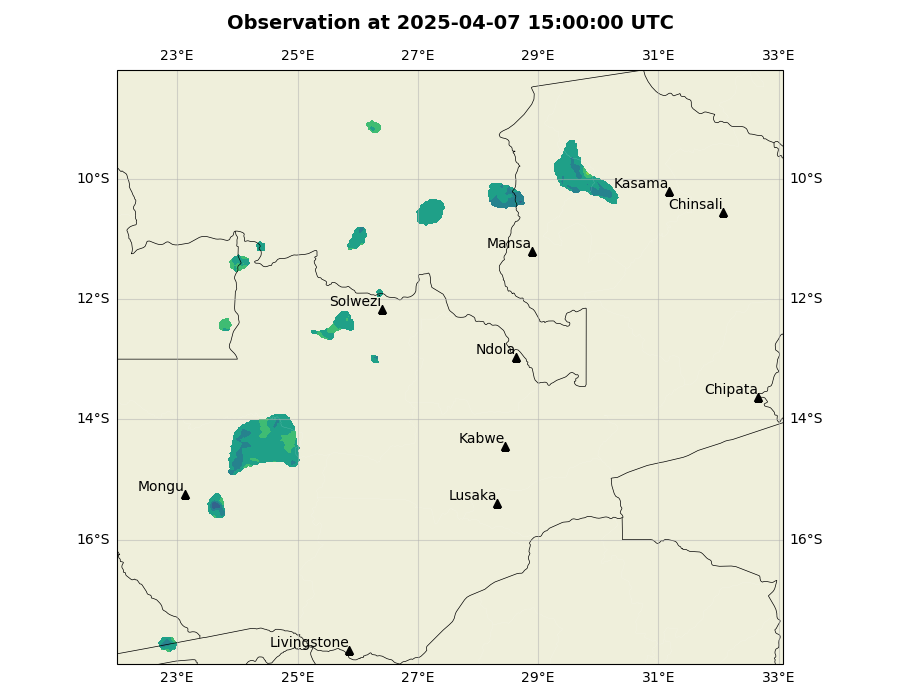 Observation at 2025-04-07 15:00:00 UTC
23°E 25°E 27°E 29°E 31°E 33°E
10°S 10°S
Kasama
Chinsali
Mansa
12°S 12°S
Solwezi
Ndola
Chipata
14°S 14°S
Kabwe
Mongu
Lusaka
16°S 16°S
Livingstone
23°E 25°E 27°E 29°E 31°E 33°E